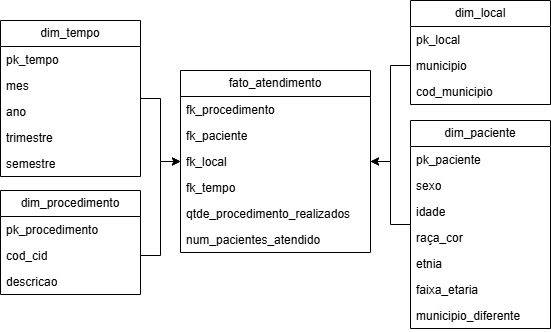 dim_tempo
pk_tempo
mes
ano
trimestre
semestre
dim_procedimento
pk_procedimento
cod_cid
descricao
fato_atendimento
fk_procedimento
fk_paciente
fk_local
fk_tempo
qtde_procedimento_realizados
num_pacientes_atendido
dim_local
pk_local
municipio
cod_municipio
dim_paciente
pk_paciente
sexo
idade
raça_cor
etnia
faixa_etaria
municipio_diferente